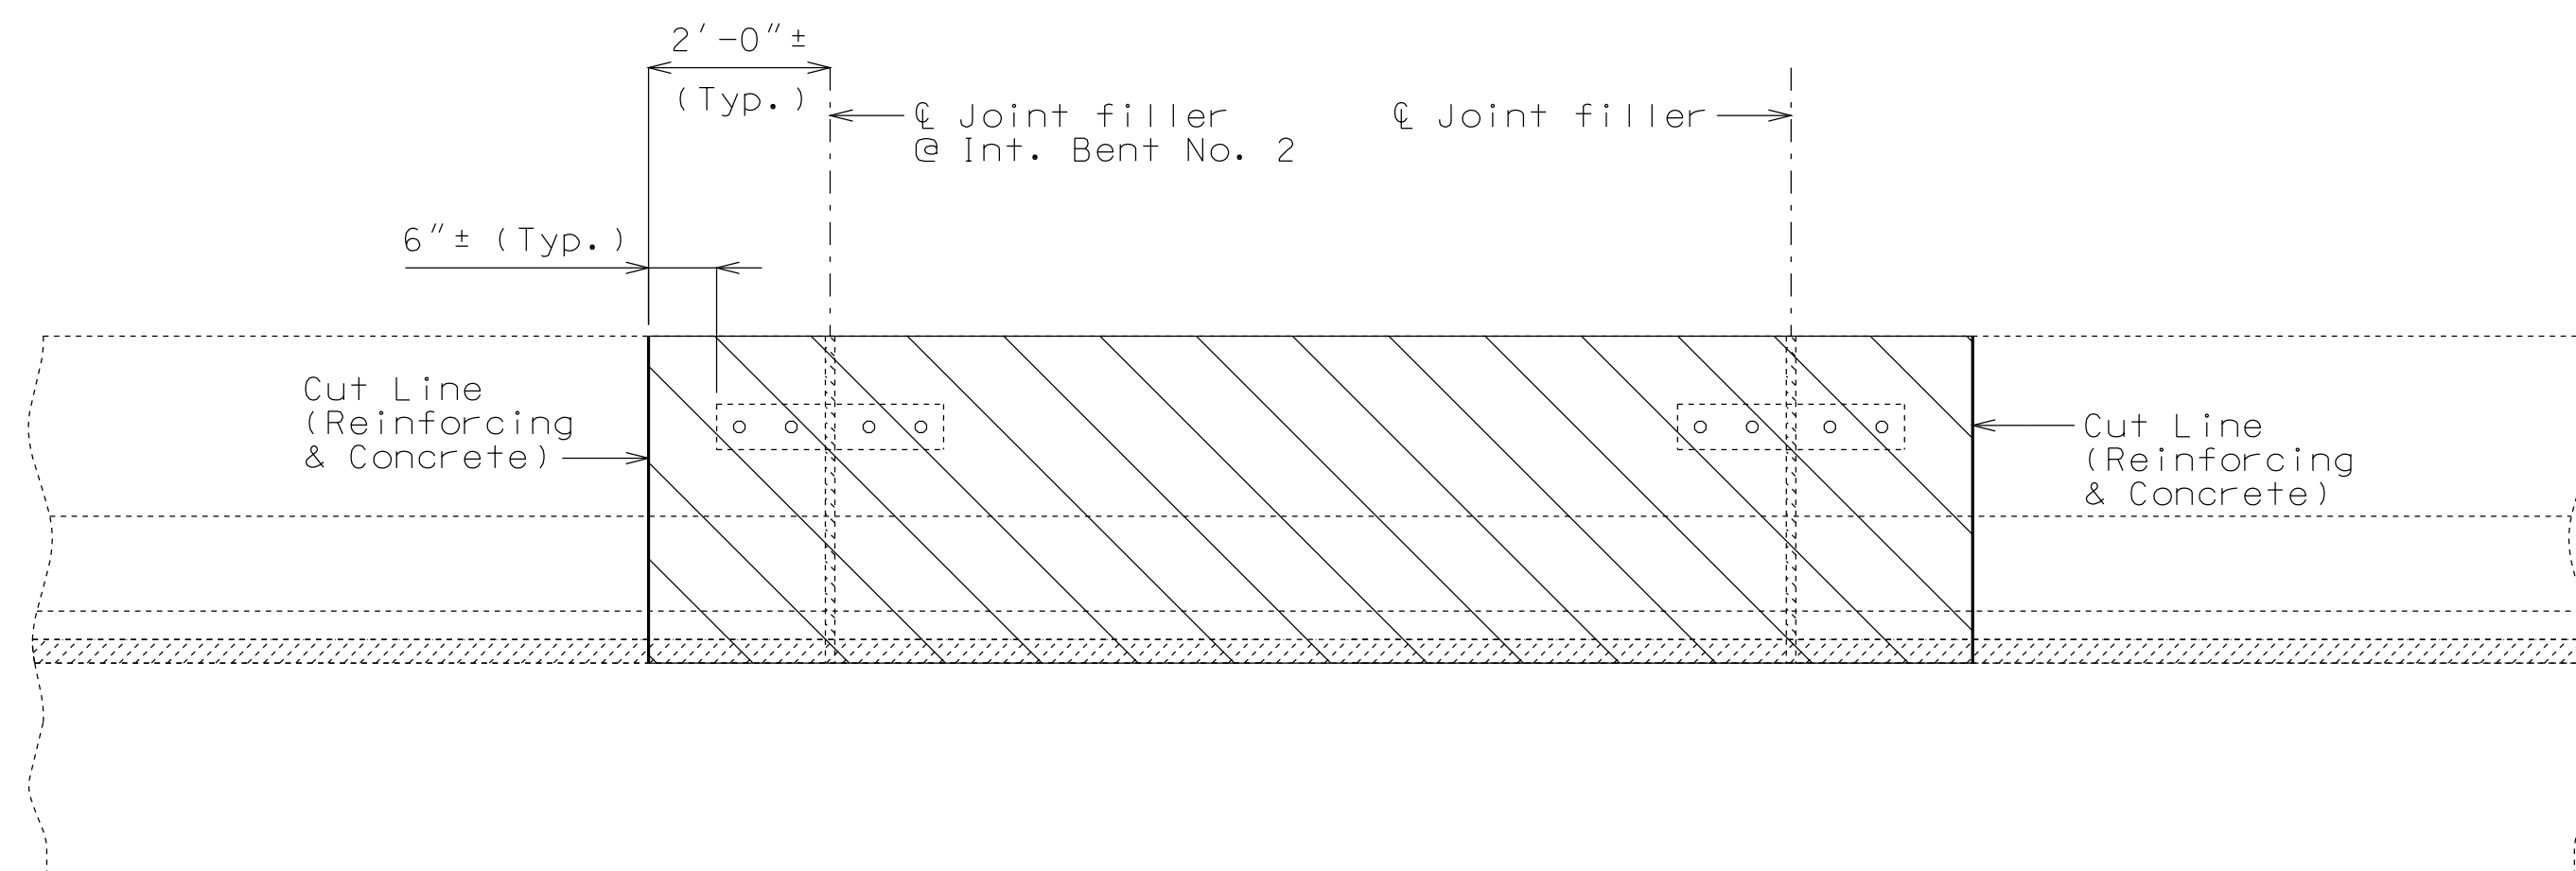 2'-0"±
(Typ.)
℄ Joint filler
@ Int. Bent No. 2
℄ Joint filler
6"± (Typ.)
Cut Line
(Reinforcing
& Concrete)
Cut Line
(Reinforcing
& Concrete)